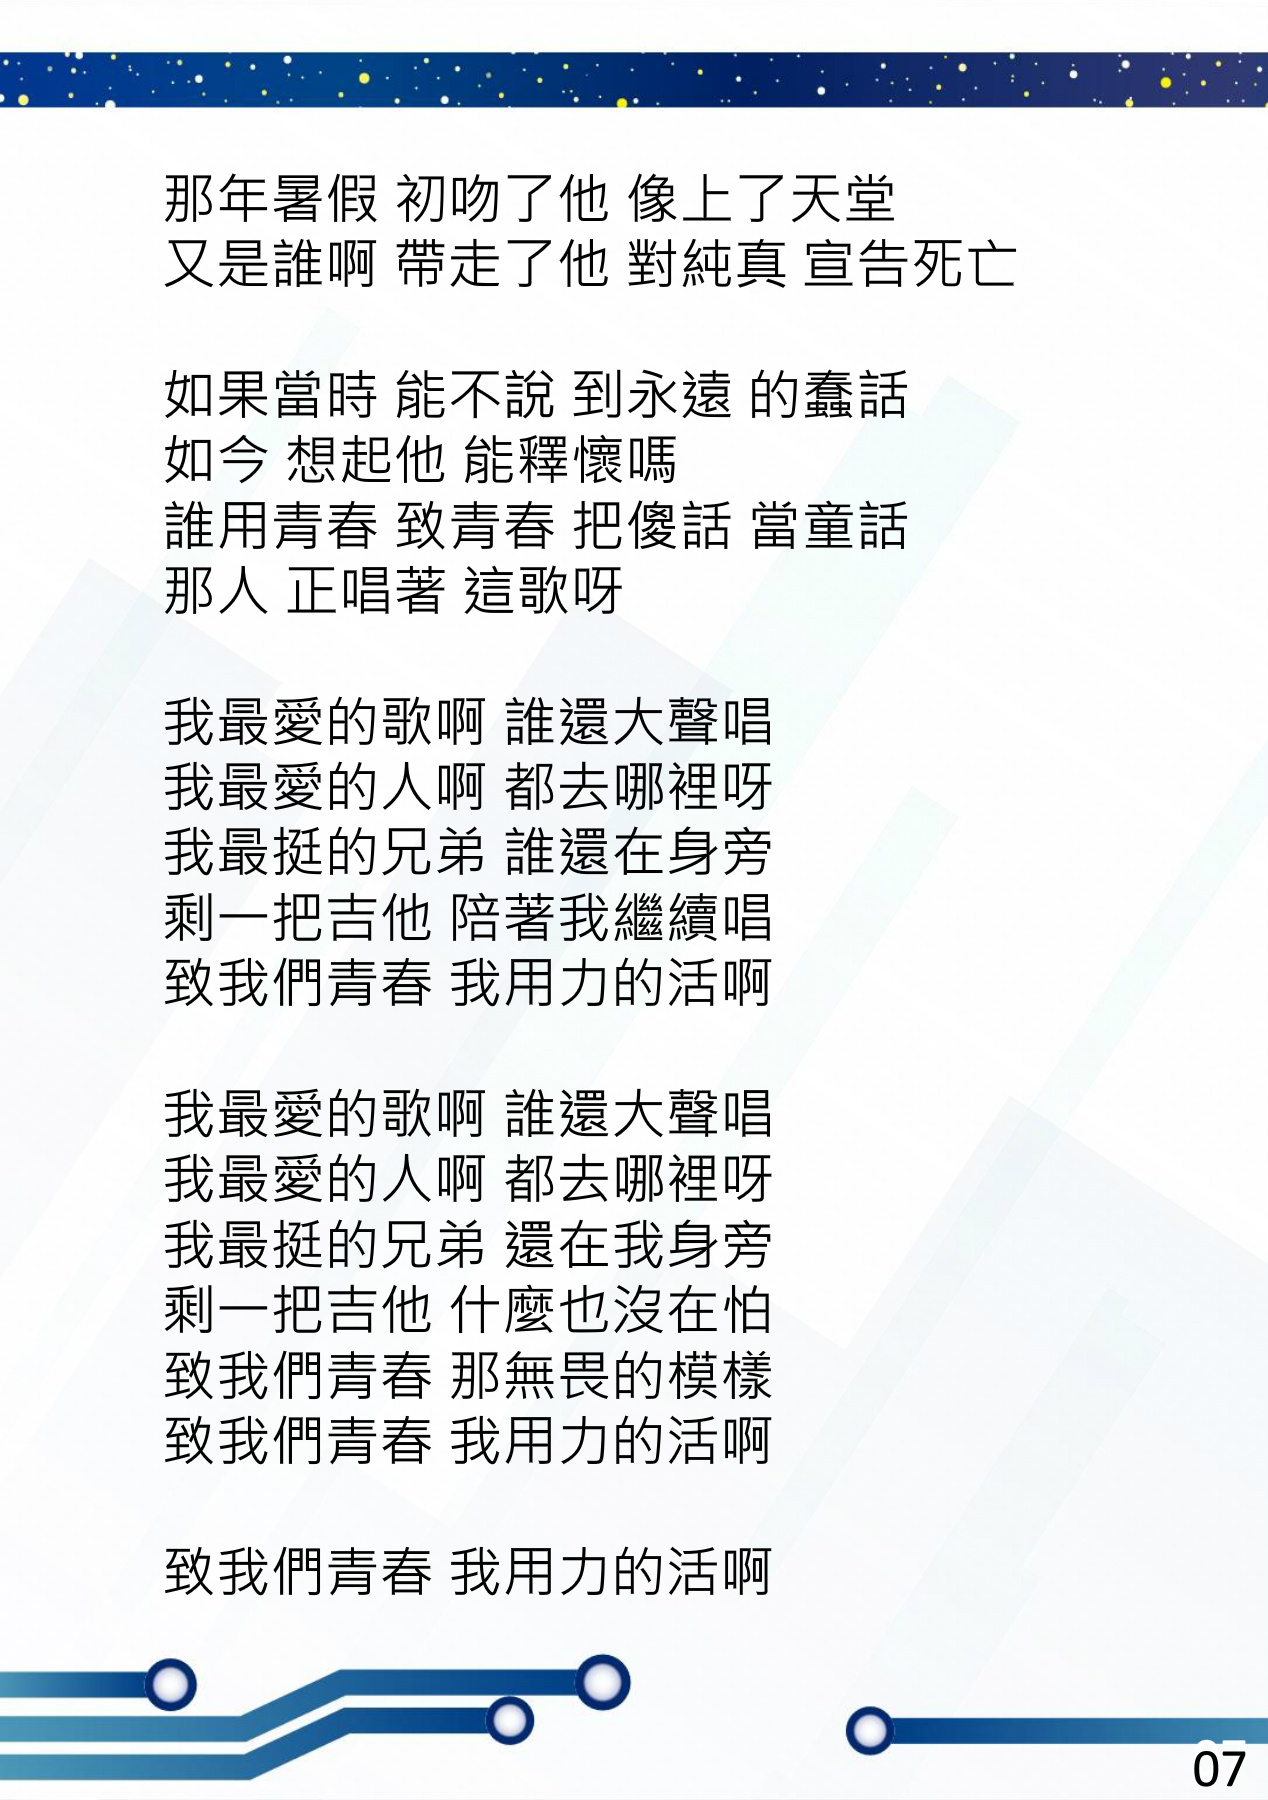 那年暑假 初吻了他 像上了天堂
又是誰啊 帶走了他 對純真 宣告死亡
如果當時 能不說 到永遠 的蠢話
如今 想起他 能釋懷嗎
誰用青春 致青春 把傻話 當童話
那人 正唱著 這歌呀
我最愛的歌啊 誰還大聲唱
我最愛的人啊 都去哪裡呀
我最挺的兄弟 誰還在身旁
剩一把吉他 陪著我繼續唱
致我們青春 我用力的活啊
我最愛的歌啊 誰還大聲唱
我最愛的人啊 都去哪裡呀
我最挺的兄弟 還在我身旁
剩一把吉他 什麼也沒在怕
致我們青春 那無畏的模樣
致我們青春 我用力的活啊
致我們青春 我用力的活啊
07